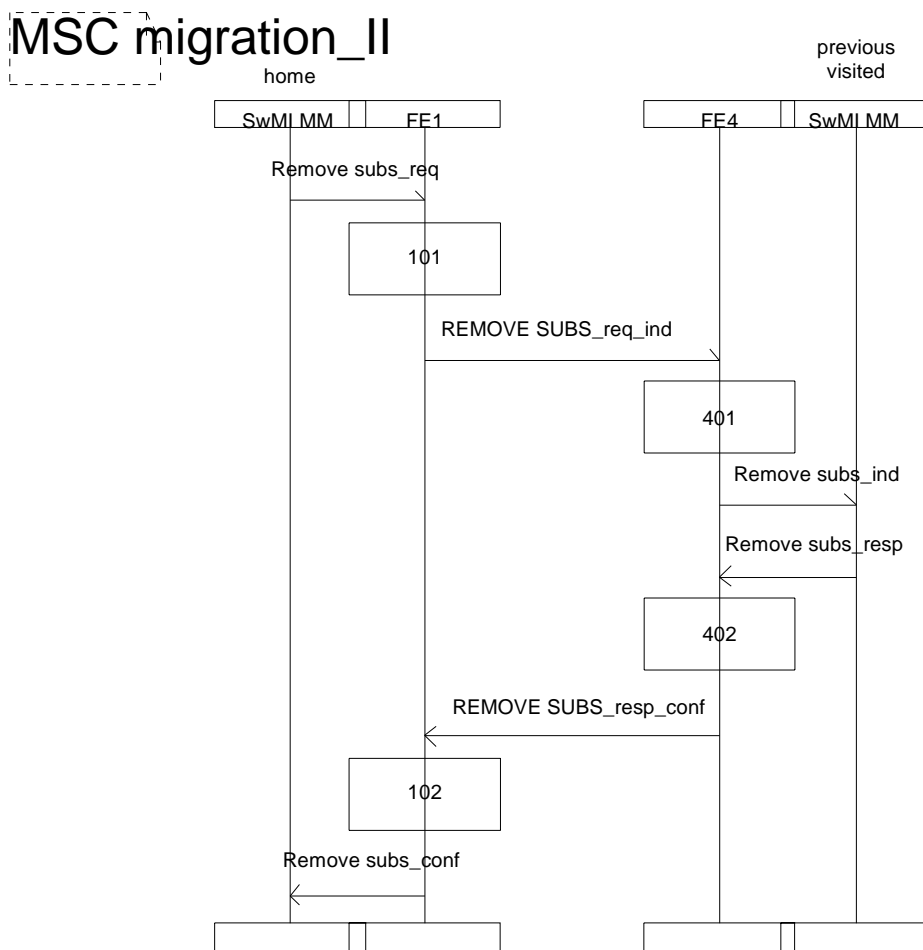 MSC migration_II
home
previous
visited
SwMI MM FE1 FE4 SwMI MM
Remove subs_req
101
REMOVE SUBS_req_ind
401
Remove subs_ind
Remove subs_resp
402
REMOVE SUBS_resp_conf
102
Remove subs_conf